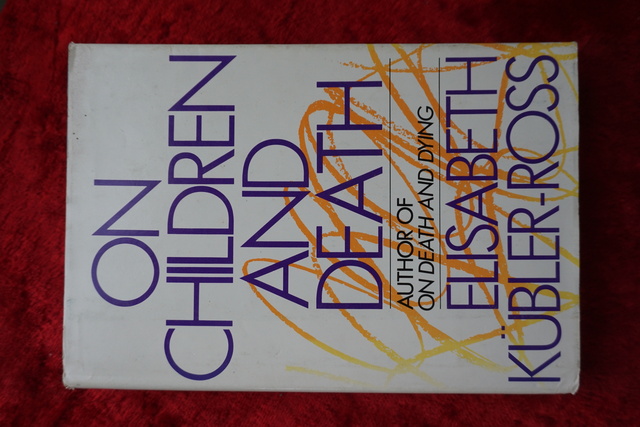 ON
CHILDREN
AND
DEATH
AUTHOR OF
ON DEATH AND DYING
ELISABETH
KÜBLER-ROSS